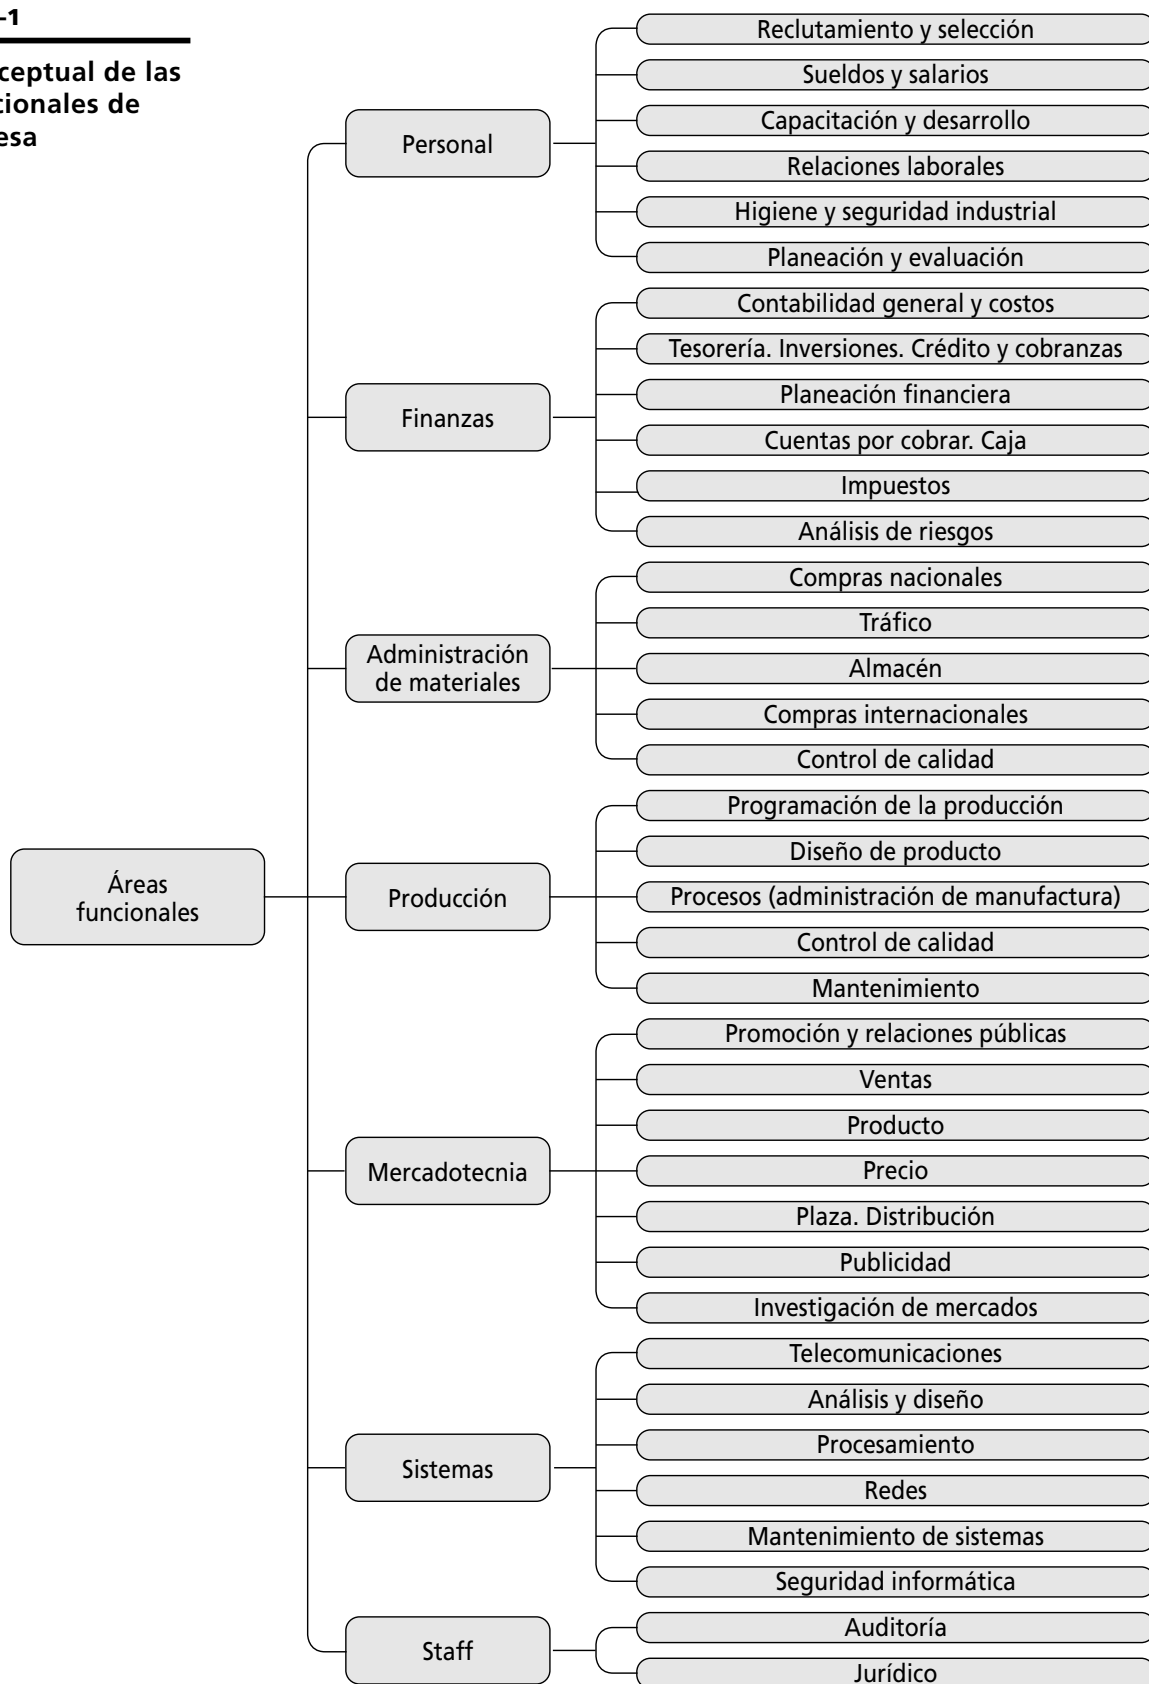 -1
ceptual de las
cionales de
esa
Áreas
funcionales
Personal
Reclutamiento y selección
Sueldos y salarios
Capacitación y desarrollo
Relaciones laborales
Higiene y seguridad industrial
Planeación y evaluación
Finanzas
Contabilidad general y costos
Tesorería. Inversiones. Crédito y cobranzas
Planeación financiera
Cuentas por cobrar. Caja
Impuestos
Análisis de riesgos
Administración
de materiales
Compras nacionales
Tráfico
Almacén
Compras internacionales
Control de calidad
Producción
Programación de la producción
Diseño de producto
Procesos (administración de manufactura)
Control de calidad
Mantenimiento
Mercadotecnia
Promoción y relaciones públicas
Ventas
Producto
Precio
Plaza. Distribución
Publicidad
Investigación de mercados
Sistemas
Telecomunicaciones
Análisis y diseño
Procesamiento
Redes
Mantenimiento de sistemas
Seguridad informática
Staff
Auditoría
Jurídico